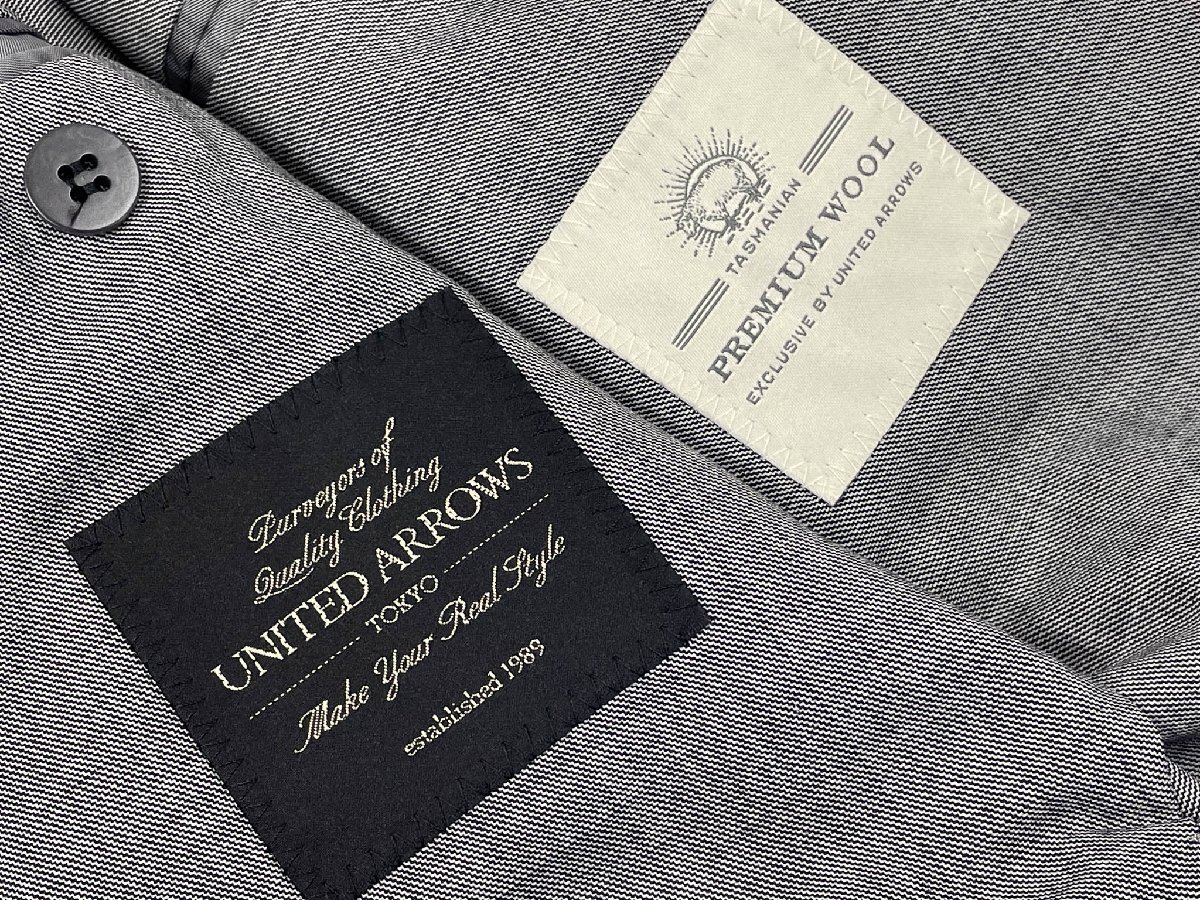 Purveyors of
Quality Clothing
UNITED ARROWS
TOKYO
Make Your Real Style
established 1989
TASMANIAN
PREMIUM WOOL
EXCLUSIVE BY UNITED ARROWS